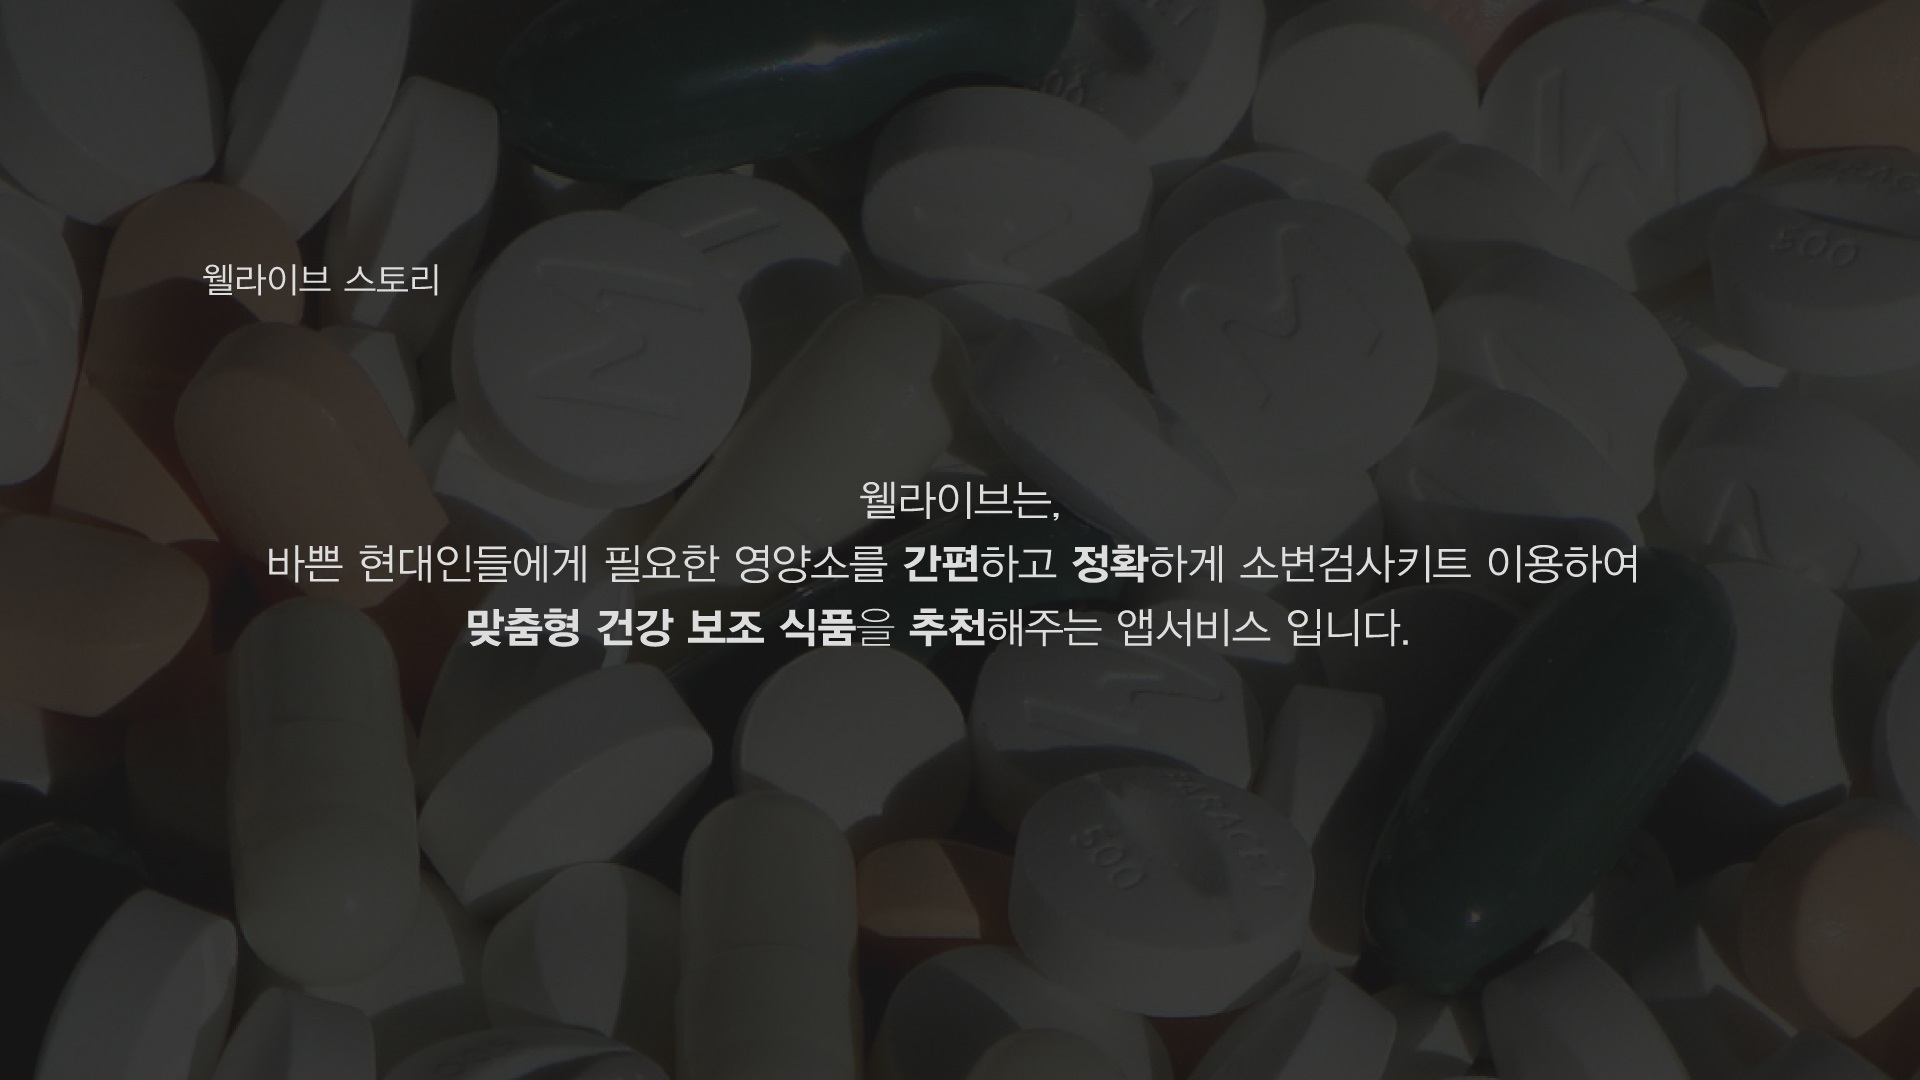 웰라이브 스토리
웰라이브는,
바쁜 현대인들에게 필요한 영양소를 간편하고 정확하게 소변검사키트 이용하여
맞춤형 건강 보조 식품을 추천해주는 앱서비스 입니다.
500
500